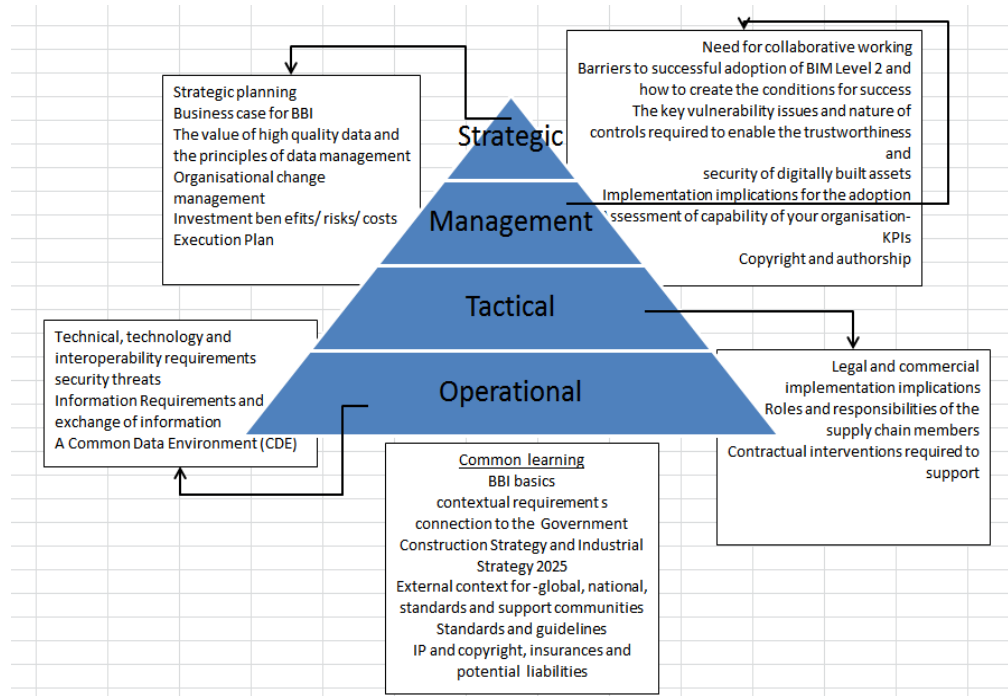 Strategic planning
Business case for BBI
The value of high quality data and
the principles of data management
Organisational change
management
Investment ben efits/ risks/ costs
Execution Plan
Need for collaborative working
Barriers to successful adoption of BIM Level 2 and
how to create the conditions for success
The key vulnerability issues and nature of
controls required to enable the trustworthiness
and
security of digitally built assets
Implementation implications for the adoption
ssessment of capability of your organisation-
KPIs
Copyright and authorship
Strategic
Management
Tactical
Operational
Technical, technology and
interoperability requirements
security threats
Information Requirements and
exchange of information
A Common Data Environment (CDE)
Legal and commercial
implementation implications
Roles and responsibilities of the
supply chain members
Contractual interventions required to
support
Common learning
BBI basics
contextual requirement s
connection to the Government
Construction Strategy and Industrial
Strategy 2025
External context for -global, national,
standards and support communities
Standards and guidelines
IP and copyright, insurances and
potential liabilities